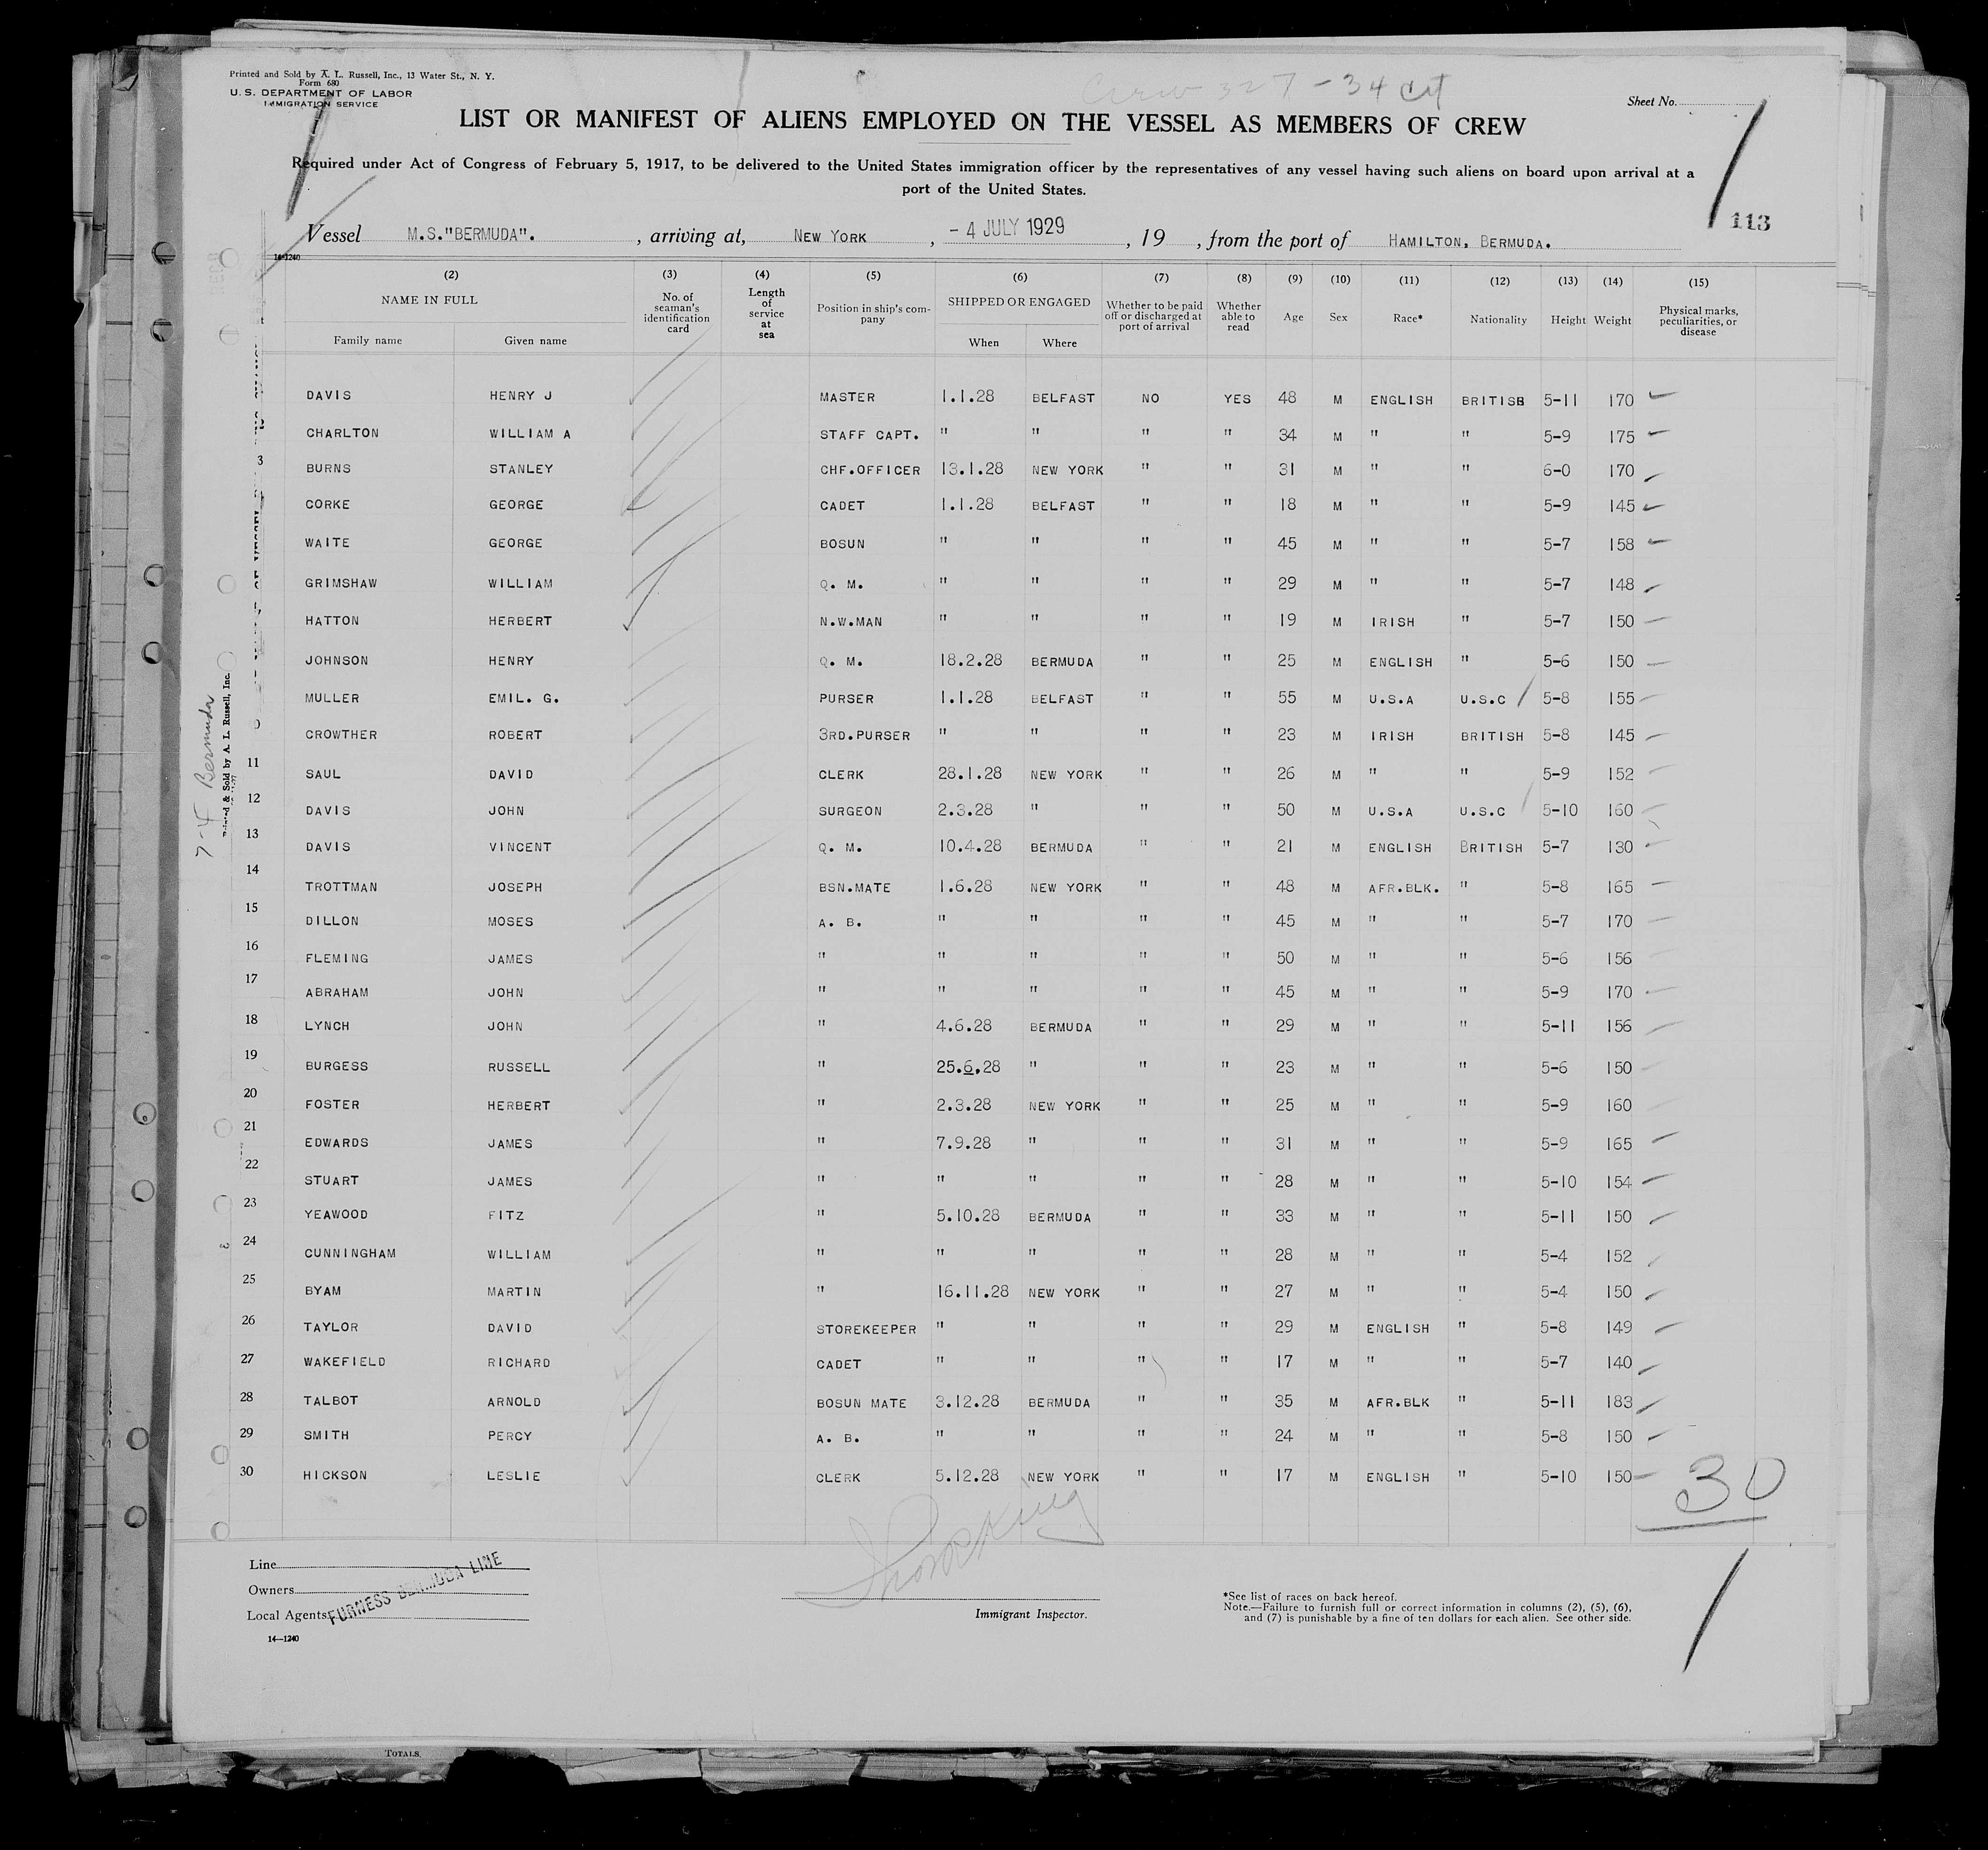 Printed and Sold by A. L. Russell, Inc., 13 Water St., N. Y.
Form 680
U. S. DEPARTMENT OF LABOR
IMMIGRATION SERVICE
Crew 327 - 34 cit
Sheet No.
LIST OR MANIFEST OF ALIENS EMPLOYED ON THE VESSEL AS MEMBERS OF CREW
Required under Act of Congress of February 5, 1917, to be delivered to the United States immigration officer by the representatives of any vessel having such aliens on board upon arrival at a
port of the United States.
113
Vessel M.S."BERMUDA". , arriving at, NEW YORK , - 4 JULY 1929 , 19 , from the port of HAMILTON, BERMUDA.
14-1240
(2) (3) (4) (5) (6) (7) (8) (9) (10) (11) (12) (13) (14) (15)
NAME IN FULL No. of seaman's identification card Length of service at sea Position in ship's company SHIPPED OR ENGAGED Whether to be paid off or discharged at port of arrival Whether able to read Age Sex Race* Nationality Height Weight Physical marks, peculiarities, or disease
Family name Given name When Where
DAVIS HENRY J MASTER 1.1.28 BELFAST NO YES 48 M ENGLISH BRITISH 5-11 170
CHARLTON WILLIAM A STAFF CAPT. " " " " 34 M " " 5-9 175
3 BURNS STANLEY CHF.OFFICER 13.1.28 NEW YORK " " 31 M " " 6-0 170
CORKE GEORGE CADET 1.1.28 BELFAST " " 18 M " " 5-9 145
WAITE GEORGE BOSUN " " " " 45 M " " 5-7 158
GRIMSHAW WILLIAM Q. M. " " " " 29 M " " 5-7 148
HATTON HERBERT N.W.MAN " " " " 19 M IRISH " 5-7 150
JOHNSON HENRY Q. M. 18.2.28 BERMUDA " " 25 M ENGLISH " 5-6 150
MULLER EMIL. G. PURSER 1.1.28 BELFAST " " 55 M U.S.A U.S.C 5-8 155
CROWTHER ROBERT 3RD.PURSER " " " " 23 M IRISH BRITISH 5-8 145
11 SAUL DAVID CLERK 28.1.28 NEW YORK " " 26 M " " 5-9 152
12 DAVIS JOHN SURGEON 2.3.28 " " " 50 M U.S.A U.S.C 5-10 160
13 DAVIS VINCENT Q. M. 10.4.28 BERMUDA " " 21 M ENGLISH BRITISH 5-7 130
14 TROTTMAN JOSEPH BSN.MATE 1.6.28 NEW YORK " " 48 M AFR.BLK. " 5-8 165
15 DILLON MOSES A. B. " " " " 45 M " " 5-7 170
16 FLEMING JAMES " " " " " 50 M " " 5-6 156
17 ABRAHAM JOHN " " " " " 45 M " " 5-9 170
18 LYNCH JOHN " 4.6.28 BERMUDA " " 29 M " " 5-11 156
19 BURGESS RUSSELL " 25.6.28 " " " 23 M " " 5-6 150
20 FOSTER HERBERT " 2.3.28 NEW YORK " " 25 M " " 5-9 160
21 EDWARDS JAMES " 7.9.28 " " " 31 M " " 5-9 165
22 STUART JAMES " " " " " 28 M " " 5-10 154
23 YEAWOOD FITZ " 5.10.28 BERMUDA " " 33 M " " 5-11 150
24 CUNNINGHAM WILLIAM " " " " " 28 M " " 5-4 152
25 BYAM MARTIN " 16.11.28 NEW YORK " " 27 M " " 5-4 150
26 TAYLOR DAVID STOREKEEPER " " " " 29 M ENGLISH " 5-8 149
27 WAKEFIELD RICHARD CADET " " " " 17 M " " 5-7 140
28 TALBOT ARNOLD BOSUN MATE 3.12.28 BERMUDA " " 35 M AFR.BLK " 5-11 183
29 SMITH PERCY A. B. " " " " 24 M " " 5-8 150
30 HICKSON LESLIE CLERK 5.12.28 NEW YORK " " 17 M ENGLISH " 5-10 150
30
7-4 Bermuda
Printed & Sold by A. L. Russell, Inc.
Line
Owners
Local Agents
FURNESS BERMUDA LINE
14—1240
Immigrant Inspector.
*See list of races on back hereof.
Note.—Failure to furnish full or correct information in columns (2), (5), (6),
and (7) is punishable by a fine of ten dollars for each alien. See other side.
TOTALS.